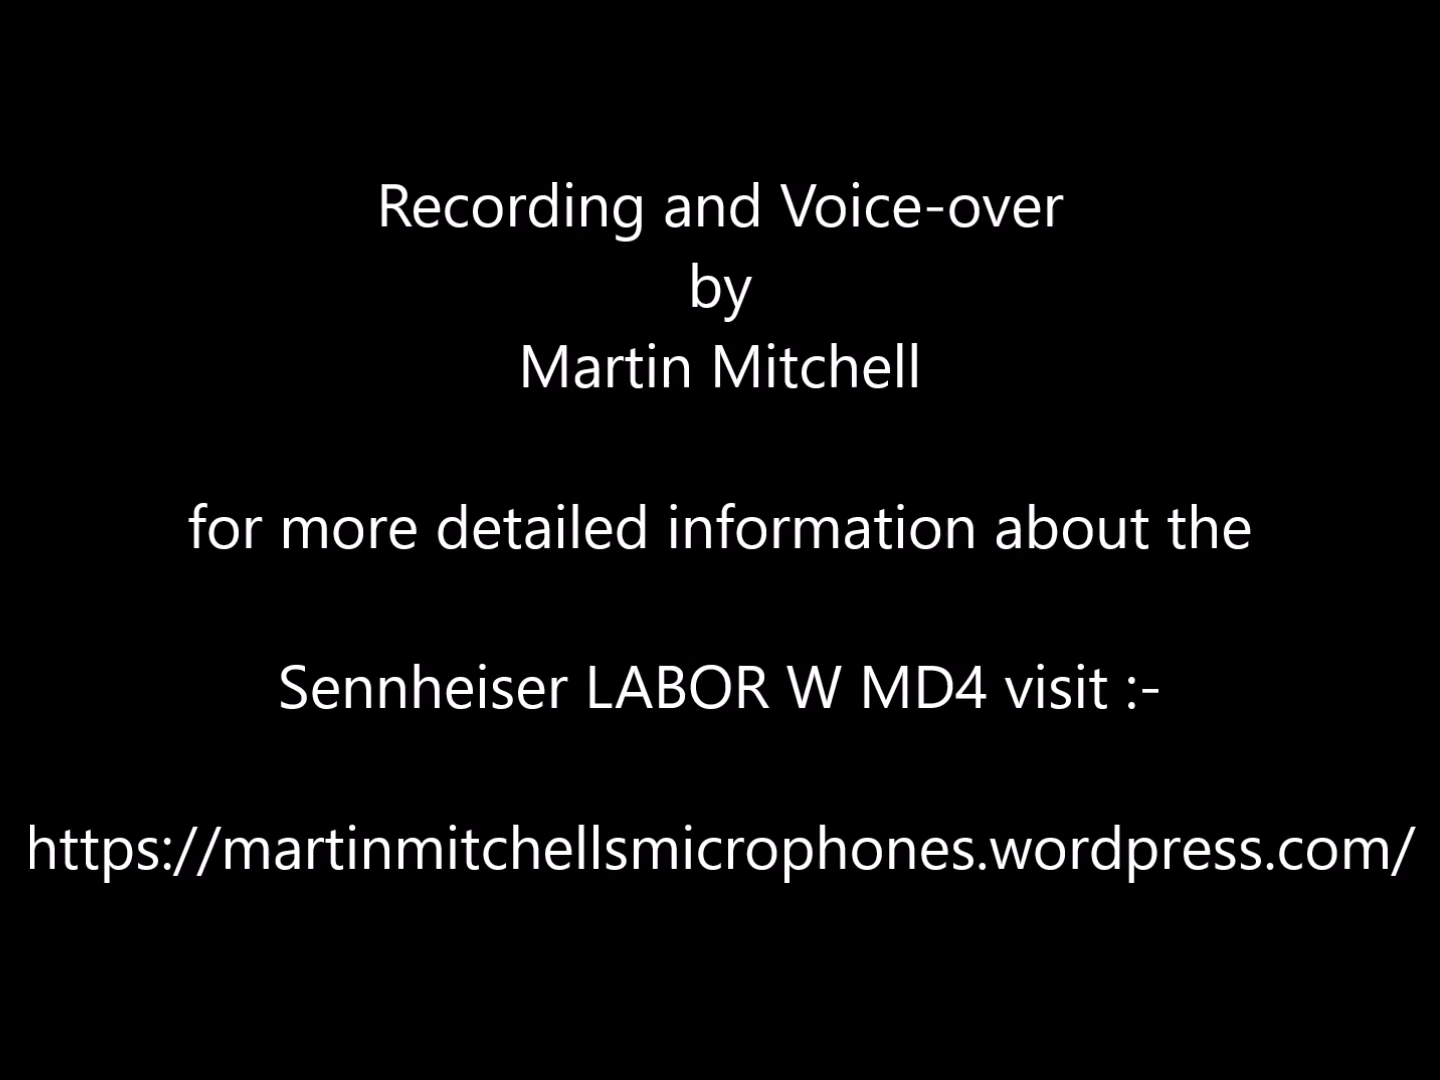 Recording and Voice-over
by
Martin Mitchell
for more detailed information about the
Sennheiser LABOR W MD4 visit :-
https://martinmitchellsmicrophones.wordpress.com/